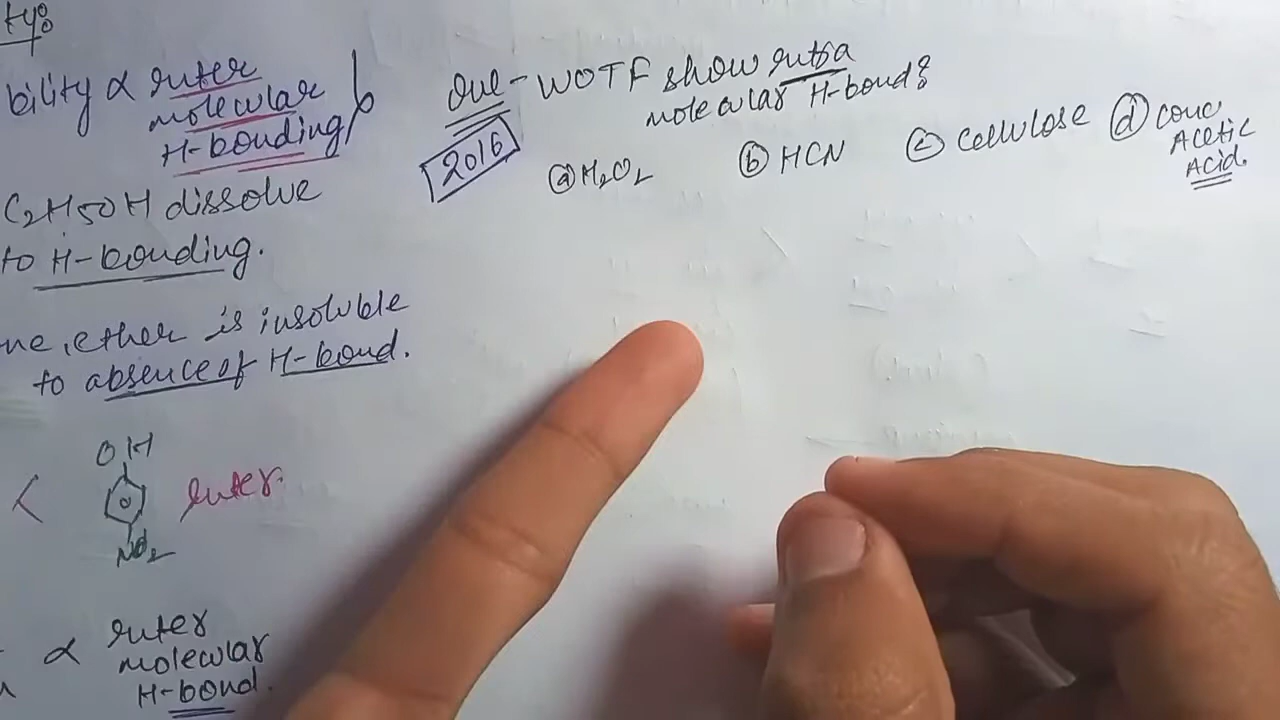 bility ∝ inter
molecular
H-bonding
C2H5OH dissolve
to H-bonding.
ne, ether is insoluble
to absence of H-bond.
<
OH
NO2
inter.
∝ inter
molecular
H-bond.
Que - WOTF show intra
molecular H-bond?
2016
(a) H2O2
(b) HCN
(c) Cellulose
(d) conc
Acetic
Acid.